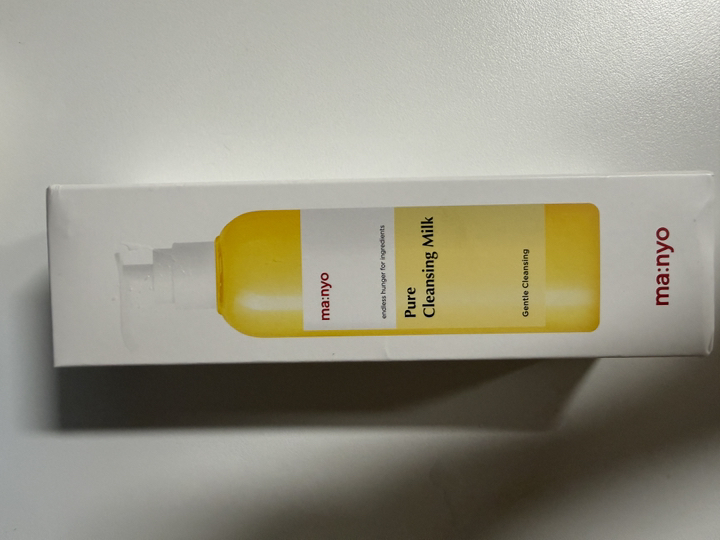 ma:nyo
endless hunger for ingredients
Pure
Cleansing Milk
Gentle Cleansing
ma:nyo